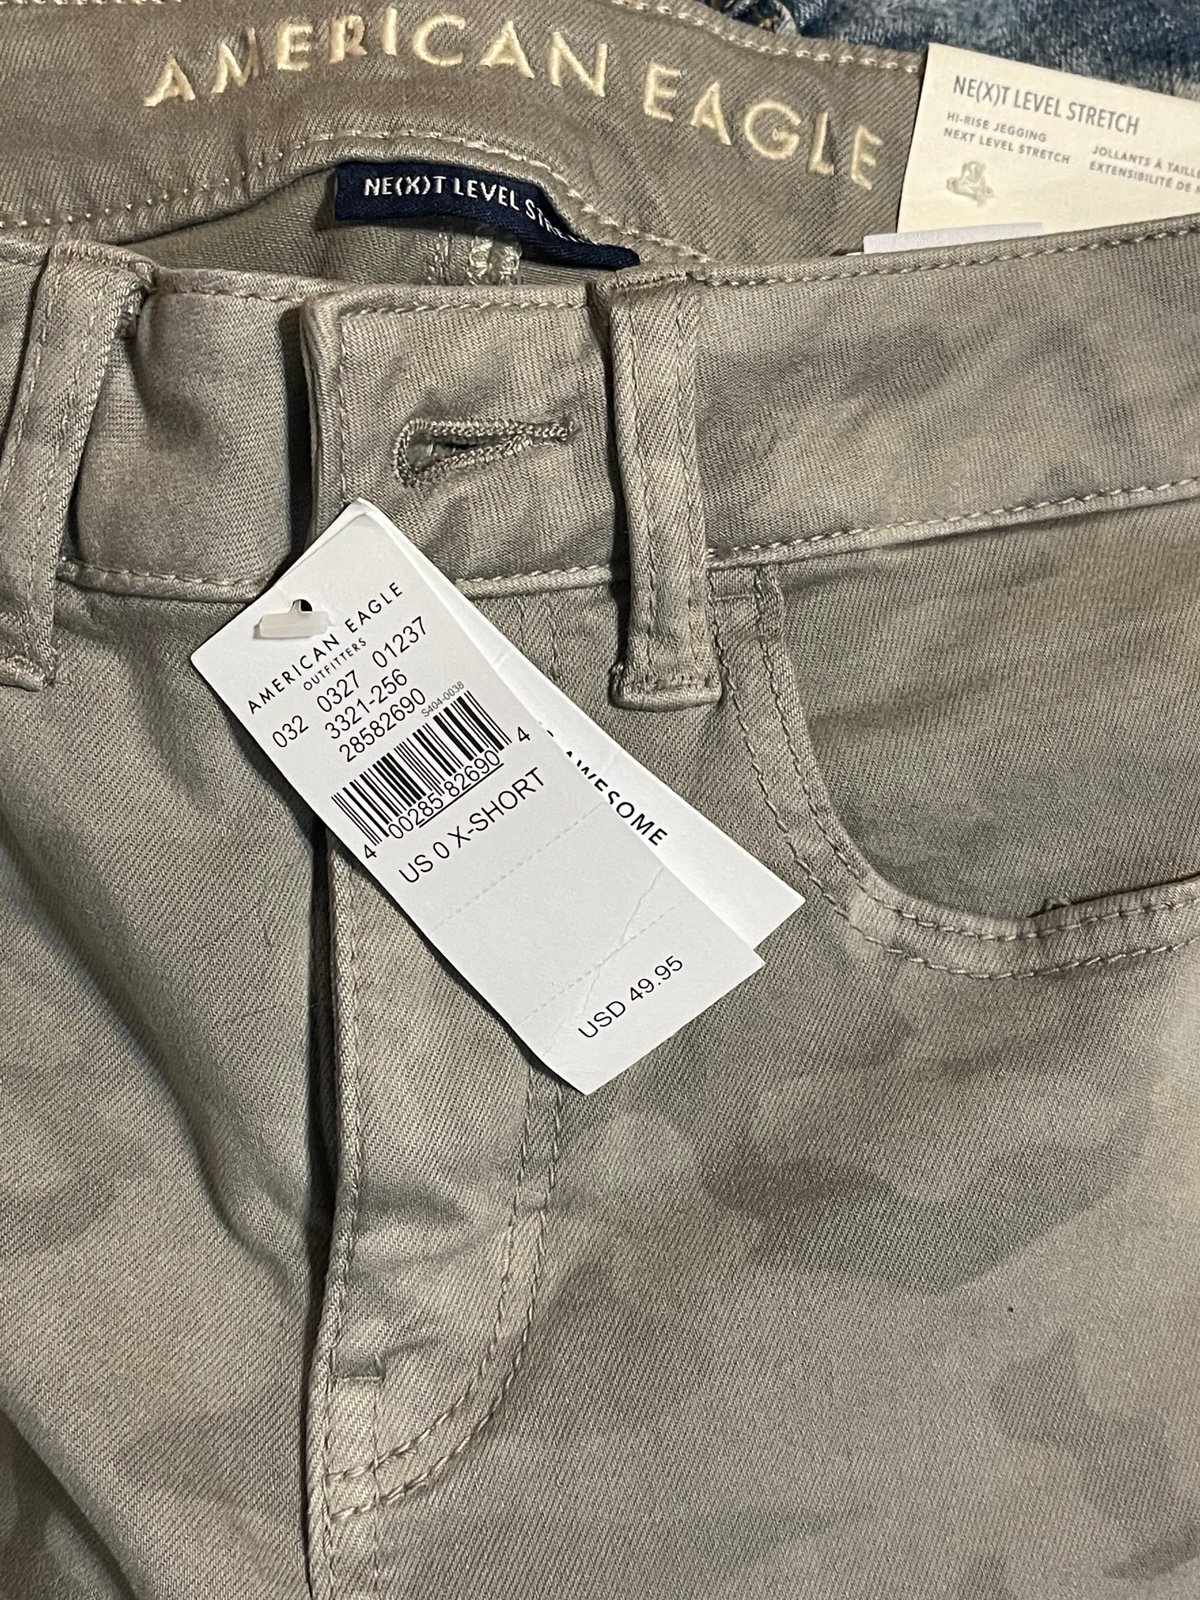 AMERICAN EAGLE
NE(X)T LEVEL
NE(X)T LEVEL STRETCH
HI-RISE JEGGING
NEXT LEVEL STRETCH
JOLLANTS À
EXTENSIBILITÉ DE
AMERICAN EAGLE
OUTFITTERS
032 0327 01237
3321-256
28582690
S404-0038
4 00285 82690 4
US 0 X-SHORT
USD 49.95
AWESOME